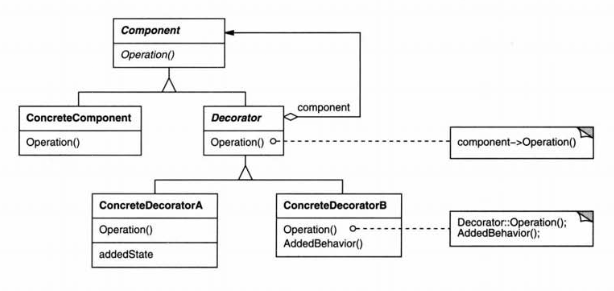 Component
Operation()
component
ConcreteComponent
Operation()
Decorator
Operation()
component->Operation()
ConcreteDecoratorA
Operation()
addedState
ConcreteDecoratorB
Operation()
AddedBehavior()
Decorator::Operation();
AddedBehavior();